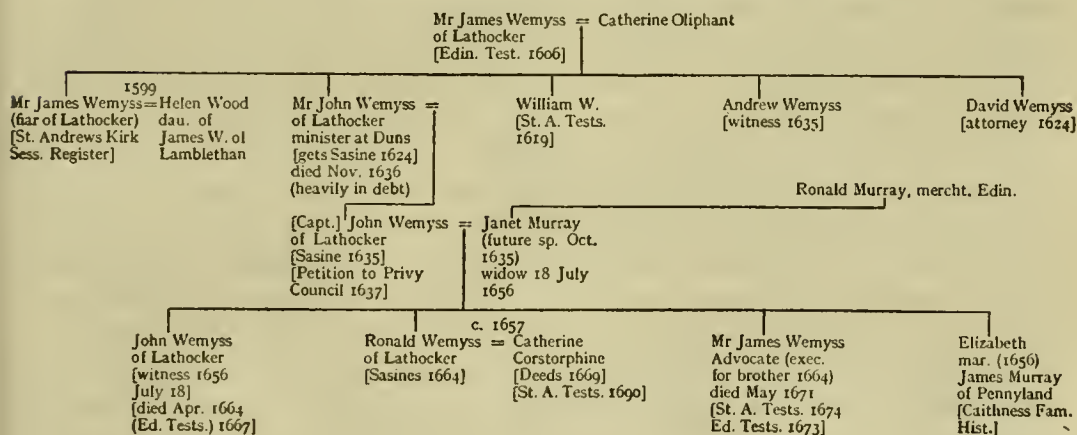 Mr James Wemyss = Catherine Oliphant
of Lathocker
[Edin. Test. 1606]
1599
Mr James Wemyss = Helen Wood
(fiar of Lathocker) dau. of
[St. Andrews Kirk James W. of
Sess. Register] Lamblethan
Mr John Wemyss =
of Lathocker
minister at Duns
[gets Sasine 1624]
died Nov. 1636
(heavily in debt)
William W.
[St. A. Tests.
1619]
Andrew Wemyss
[witness 1635]
David Wemyss
[attorney 1624]
Ronald Murray, mercht. Edin.
[Capt.] John Wemyss =
of Lathocker
[Sasine 1635]
[Petition to Privy
Council 1637]
Janet Murray
(future sp. Oct.
1635)
widow 18 July
1656
John Wemyss
of Lathocker
[witness 1656
July 18]
[died Apr. 1664
(Ed. Tests.) 1667]
c. 1657
Ronald Wemyss = Catherine
of Lathocker Corstorphine
[Sasines 1664] [Deeds 1669]
[St. A. Tests. 1690]
Mr James Wemyss
Advocate (exec.
for brother 1664)
died May 1671
[St. A. Tests. 1674
Ed. Tests. 1673]
Elizabeth
mar. (1656)
James Murray
of Pennyland
[Caithness Fam.
Hist.]